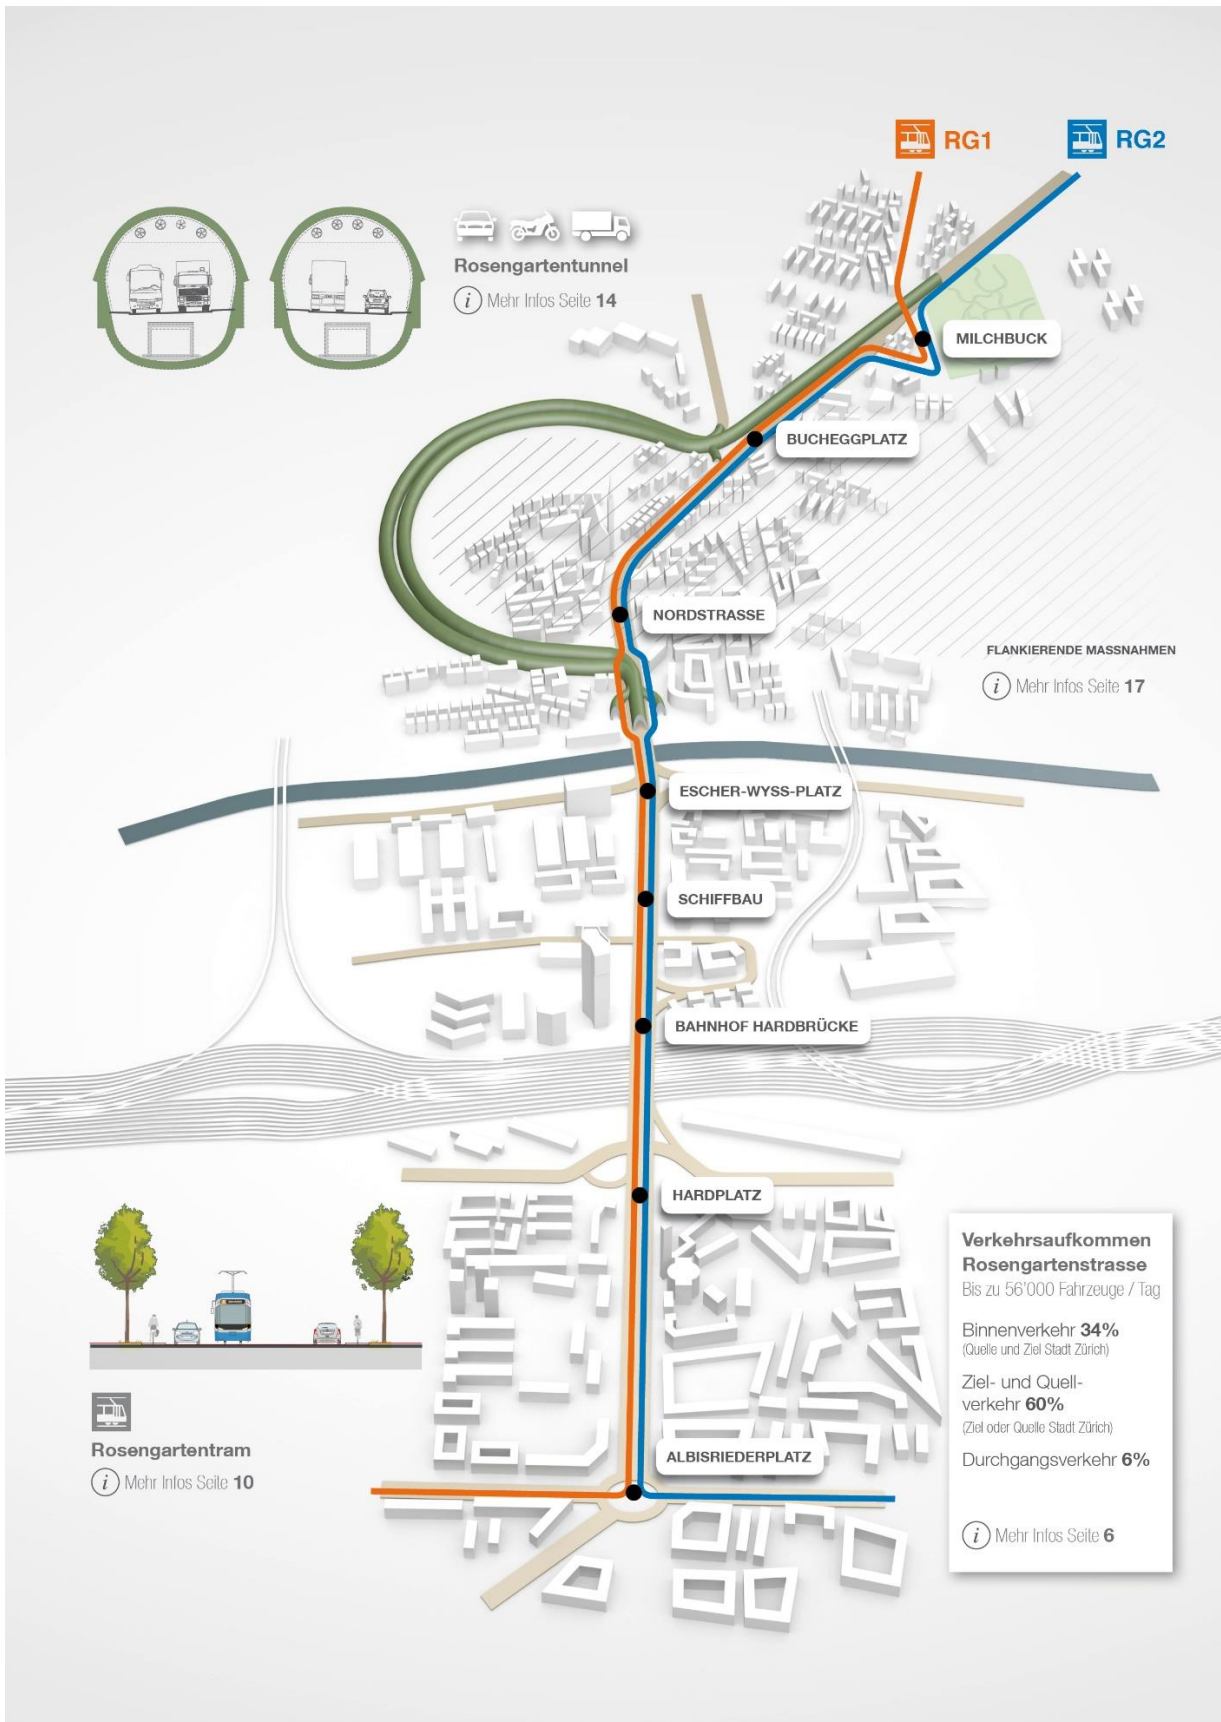 RG1
RG2
Rosengartentunnel
i Mehr Infos Seite 14
MILCHBUCK
BUCHEGGPLATZ
NORDSTRASSE
FLANKIERENDE MASSNAHMEN
i Mehr Infos Seite 17
ESCHER-WYSS-PLATZ
SCHIFFBAU
BAHNHOF HARDBRÜCKE
HARDPLATZ
ALBISRIEDERPLATZ
Rosengartentram
i Mehr Infos Seite 10
Verkehrsaufkommen
Rosengartenstrasse
Bis zu 56'000 Fahrzeuge / Tag
Binnenverkehr 34%
(Quelle und Ziel Stadt Zürich)
Ziel- und Quell-
verkehr 60%
(Ziel oder Quelle Stadt Zürich)
Durchgangsverkehr 6%
i Mehr Infos Seite 6